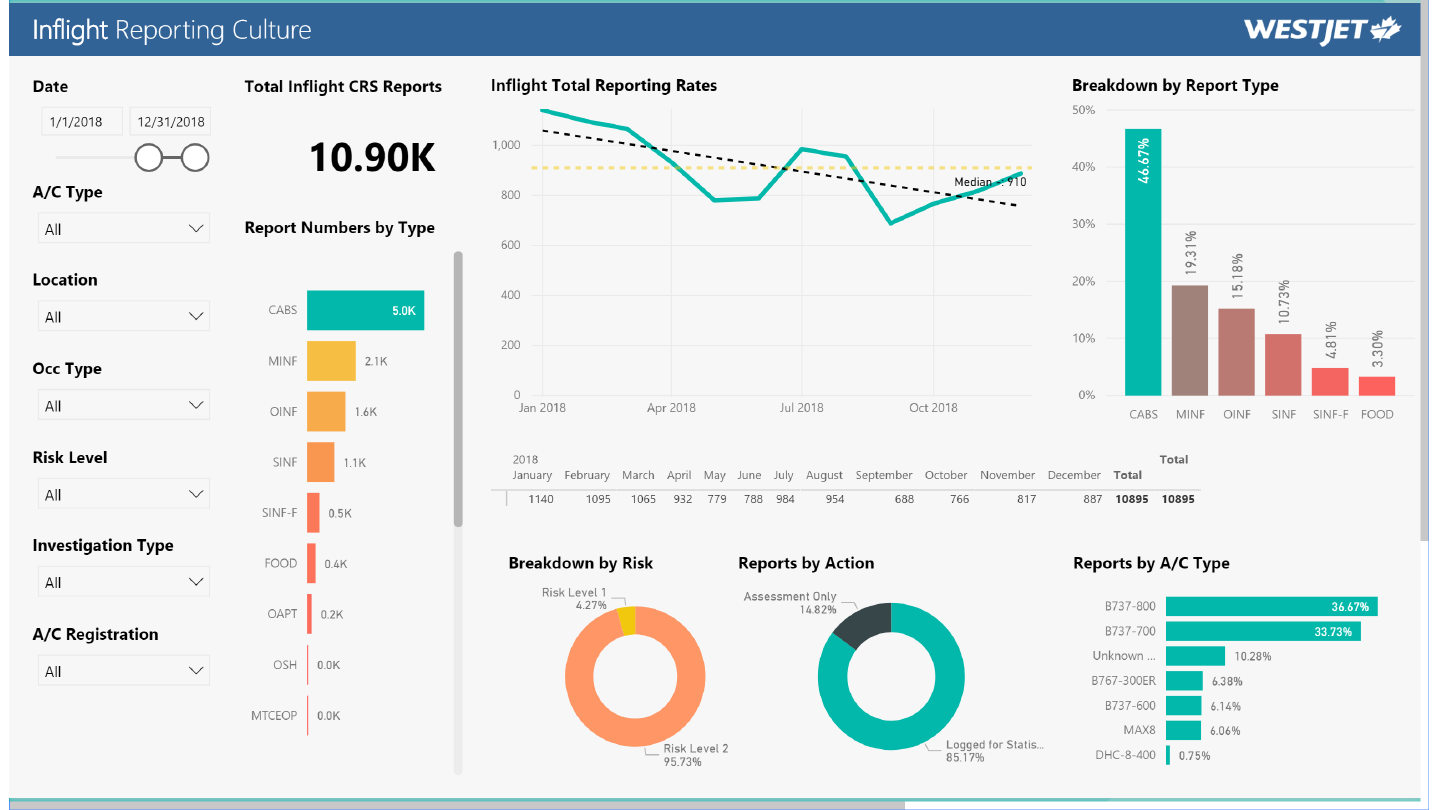 Inflight Reporting Culture
WESTJET
Date
1/1/2018
12/31/2018
A/C Type
All
Location
All
Occ Type
All
Risk Level
All
Investigation Type
All
A/C Registration
All
Total Inflight CRS Reports
10.90K
Report Numbers by Type
CABS 5.0K
MINF 2.1K
OINF 1.6K
SINF 1.1K
SINF-F 0.5K
FOOD 0.4K
OAPT 0.2K
OSH 0.0K
MTCEOP 0.0K
Inflight Total Reporting Rates
1,000
800
600
400
200
0
Median -: 910
Jan 2018 Apr 2018 Jul 2018 Oct 2018
2018 Total
January February March April May June July August September October November December Total
1140 1095 1065 932 779 788 984 954 688 766 817 887 10895 10895
Breakdown by Report Type
50%
40%
30%
20%
10%
0%
46.67%
19.31%
15.18%
10.73%
4.81%
3.30%
CABS MINF OINF SINF SINF-F FOOD
Breakdown by Risk
Risk Level 1
4.27%
Risk Level 2
95.73%
Reports by Action
Assessment Only
14.82%
Logged for Statis...
85.17%
Reports by A/C Type
B737-800 36.67%
B737-700 33.73%
Unknown ... 10.28%
B767-300ER 6.38%
B737-600 6.14%
MAX8 6.06%
DHC-8-400 0.75%